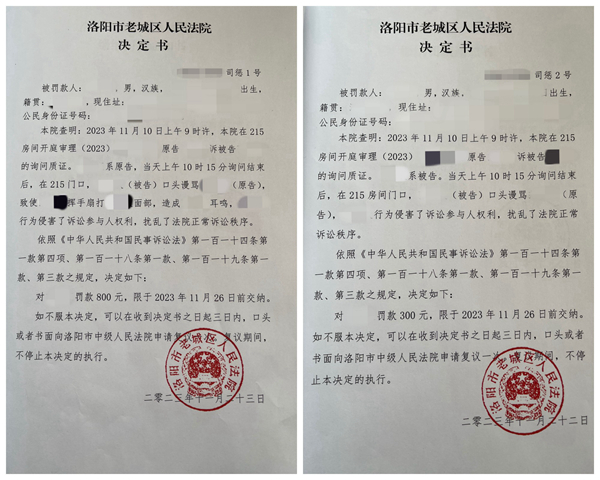 洛阳市老城区人民法院
决 定 书
司惩1号
被罚款人： 男，汉族， 出生，
籍贯： ，现住址：
公民身份证号码：
本院查明：2023年11月10日上午9时许，本院在215
房间开庭审理（2023） 原告 诉被告
的询问质证。 系原告，当天上午10时15分询问结束
后，在215门口， （被告）口头谩骂 （原告），
致使 挥手扇打 面部，造成 耳鸣，
行为侵害了诉讼参与人权利，扰乱了法院正常诉讼秩序。
依照《中华人民共和国民事诉讼法》第一百一十四条第
一款第四项、第一百一十八条第一款、第一百一十九条第一
款、第三款之规定，决定如下：
对 罚款800元，限于2023年11月26日前交纳。
如不服本决定，可以在收到决定书之日起三日内，口头
或者书面向洛阳市中级人民法院申请复议一次。复议期间，
不停止本决定的执行。
洛阳市老城区人民法院
二〇二三年十一月二十三日
洛阳市老城区人民法院
决 定 书
司惩2号
被罚款人： 男，汉族， 出生，
籍贯： 现住址：
公民身份证号码：
本院查明：2023年11月10日上午9时许，本院在215
房间开庭审理（2023） 原告 诉被告
的询问质证。 系被告。当天上午10时15分询问结束
后，在215房间门口， （被告）口头谩骂 （原
告）， 行为侵害了诉讼参与人权利，扰乱了法院正常
诉讼秩序。
依照《中华人民共和国民事诉讼法》第一百一十四条第
一款第四项、第一百一十八条第一款、第一百一十九条第一
款、第三款之规定，决定如下：
对 罚款300元，限于2023年11月26日前交纳。
如不服本决定，可以在收到决定书之日起三日内，口头或者
书面向洛阳市中级人民法院申请复议一次。 期间，不停
止本决定的执行。
洛阳市老城区人民法院
二〇二三年十一月二十二日